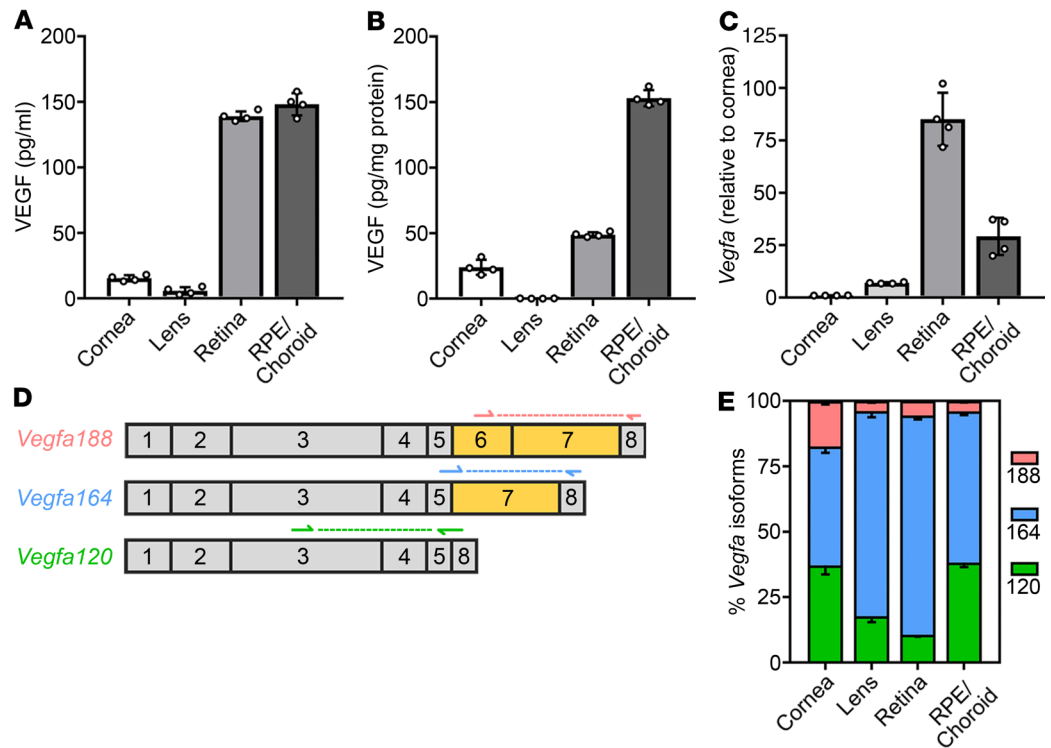 A
VEGF (pg/ml)
200
150
100
50
0
Cornea
Lens
Retina
RPE/
Choroid
B
VEGF (pg/mg protein)
200
150
100
50
0
Cornea
Lens
Retina
RPE/
Choroid
C
Vegfa (relative to cornea)
125
100
75
50
25
0
Cornea
Lens
Retina
RPE/
Choroid
D
Vegfa188
1 2 3 4 5 6 7 8
Vegfa164
1 2 3 4 5 7 8
Vegfa120
1 2 3 4 5 8
E
% Vegfa isoforms
100
75
50
25
0
Cornea
Lens
Retina
RPE/
Choroid
188
164
120